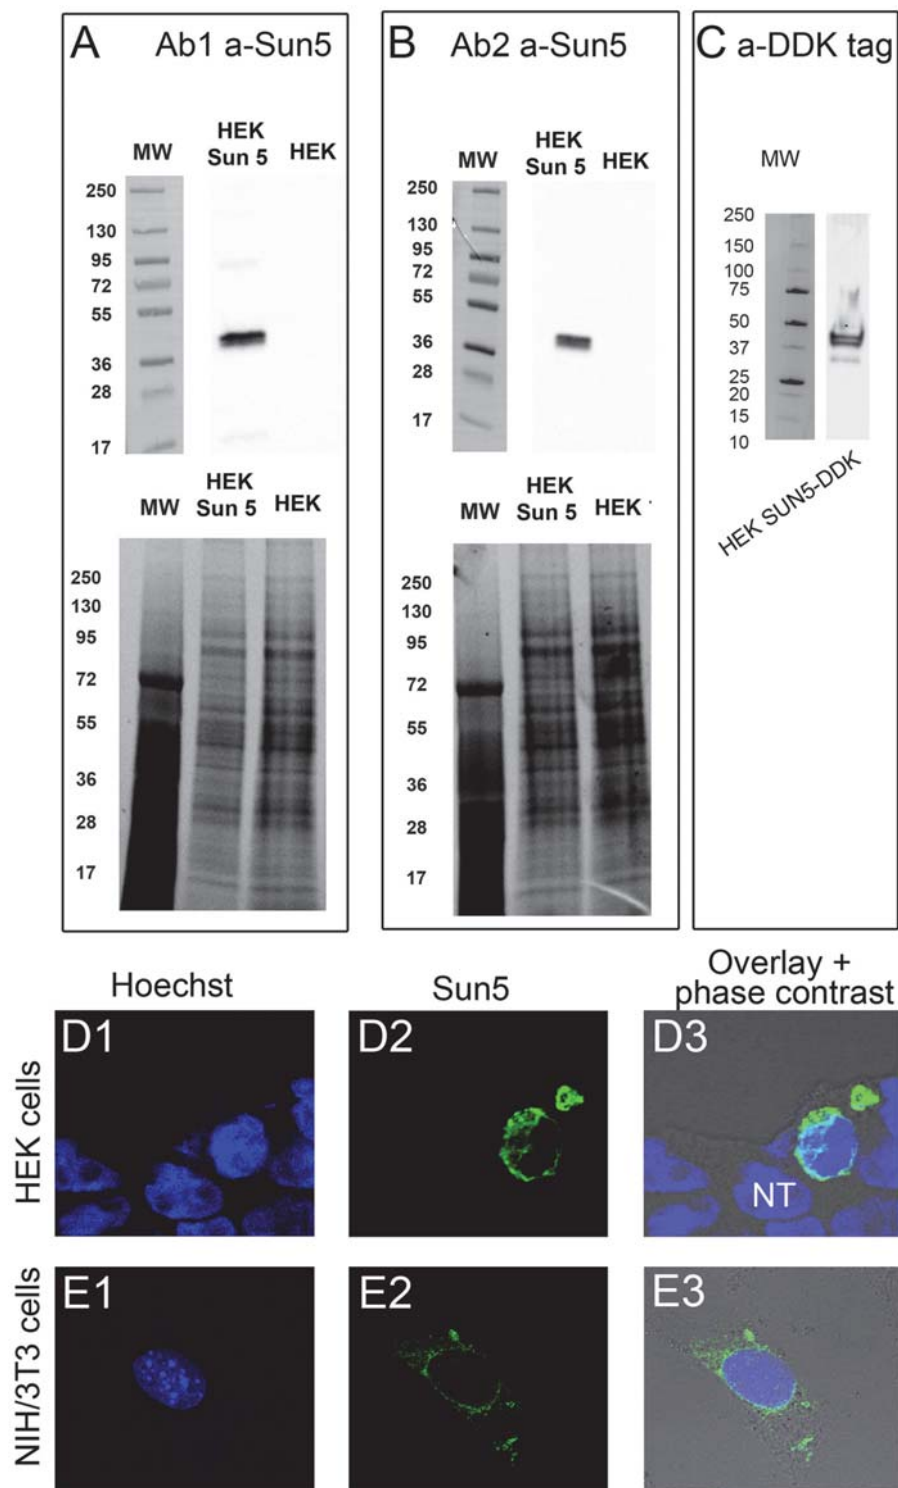 A Ab1 a-Sun5
HEK
Sun 5
MW
HEK
250
130
95
72
55
36
28
17
HEK
Sun 5
MW
HEK
250
130
95
72
55
36
28
17
B Ab2 a-Sun5
HEK
Sun 5
MW
HEK
250
130
95
72
55
36
28
17
HEK
Sun 5
MW
HEK
250
130
95
72
55
36
28
17
C a-DDK tag
MW
250
150
100
75
50
37
25
20
15
10
HEK SUN5-DDK
Hoechst
Sun5
Overlay +
phase contrast
HEK cells
D1
D2
D3
NT
NIH/3T3 cells
E1
E2
E3